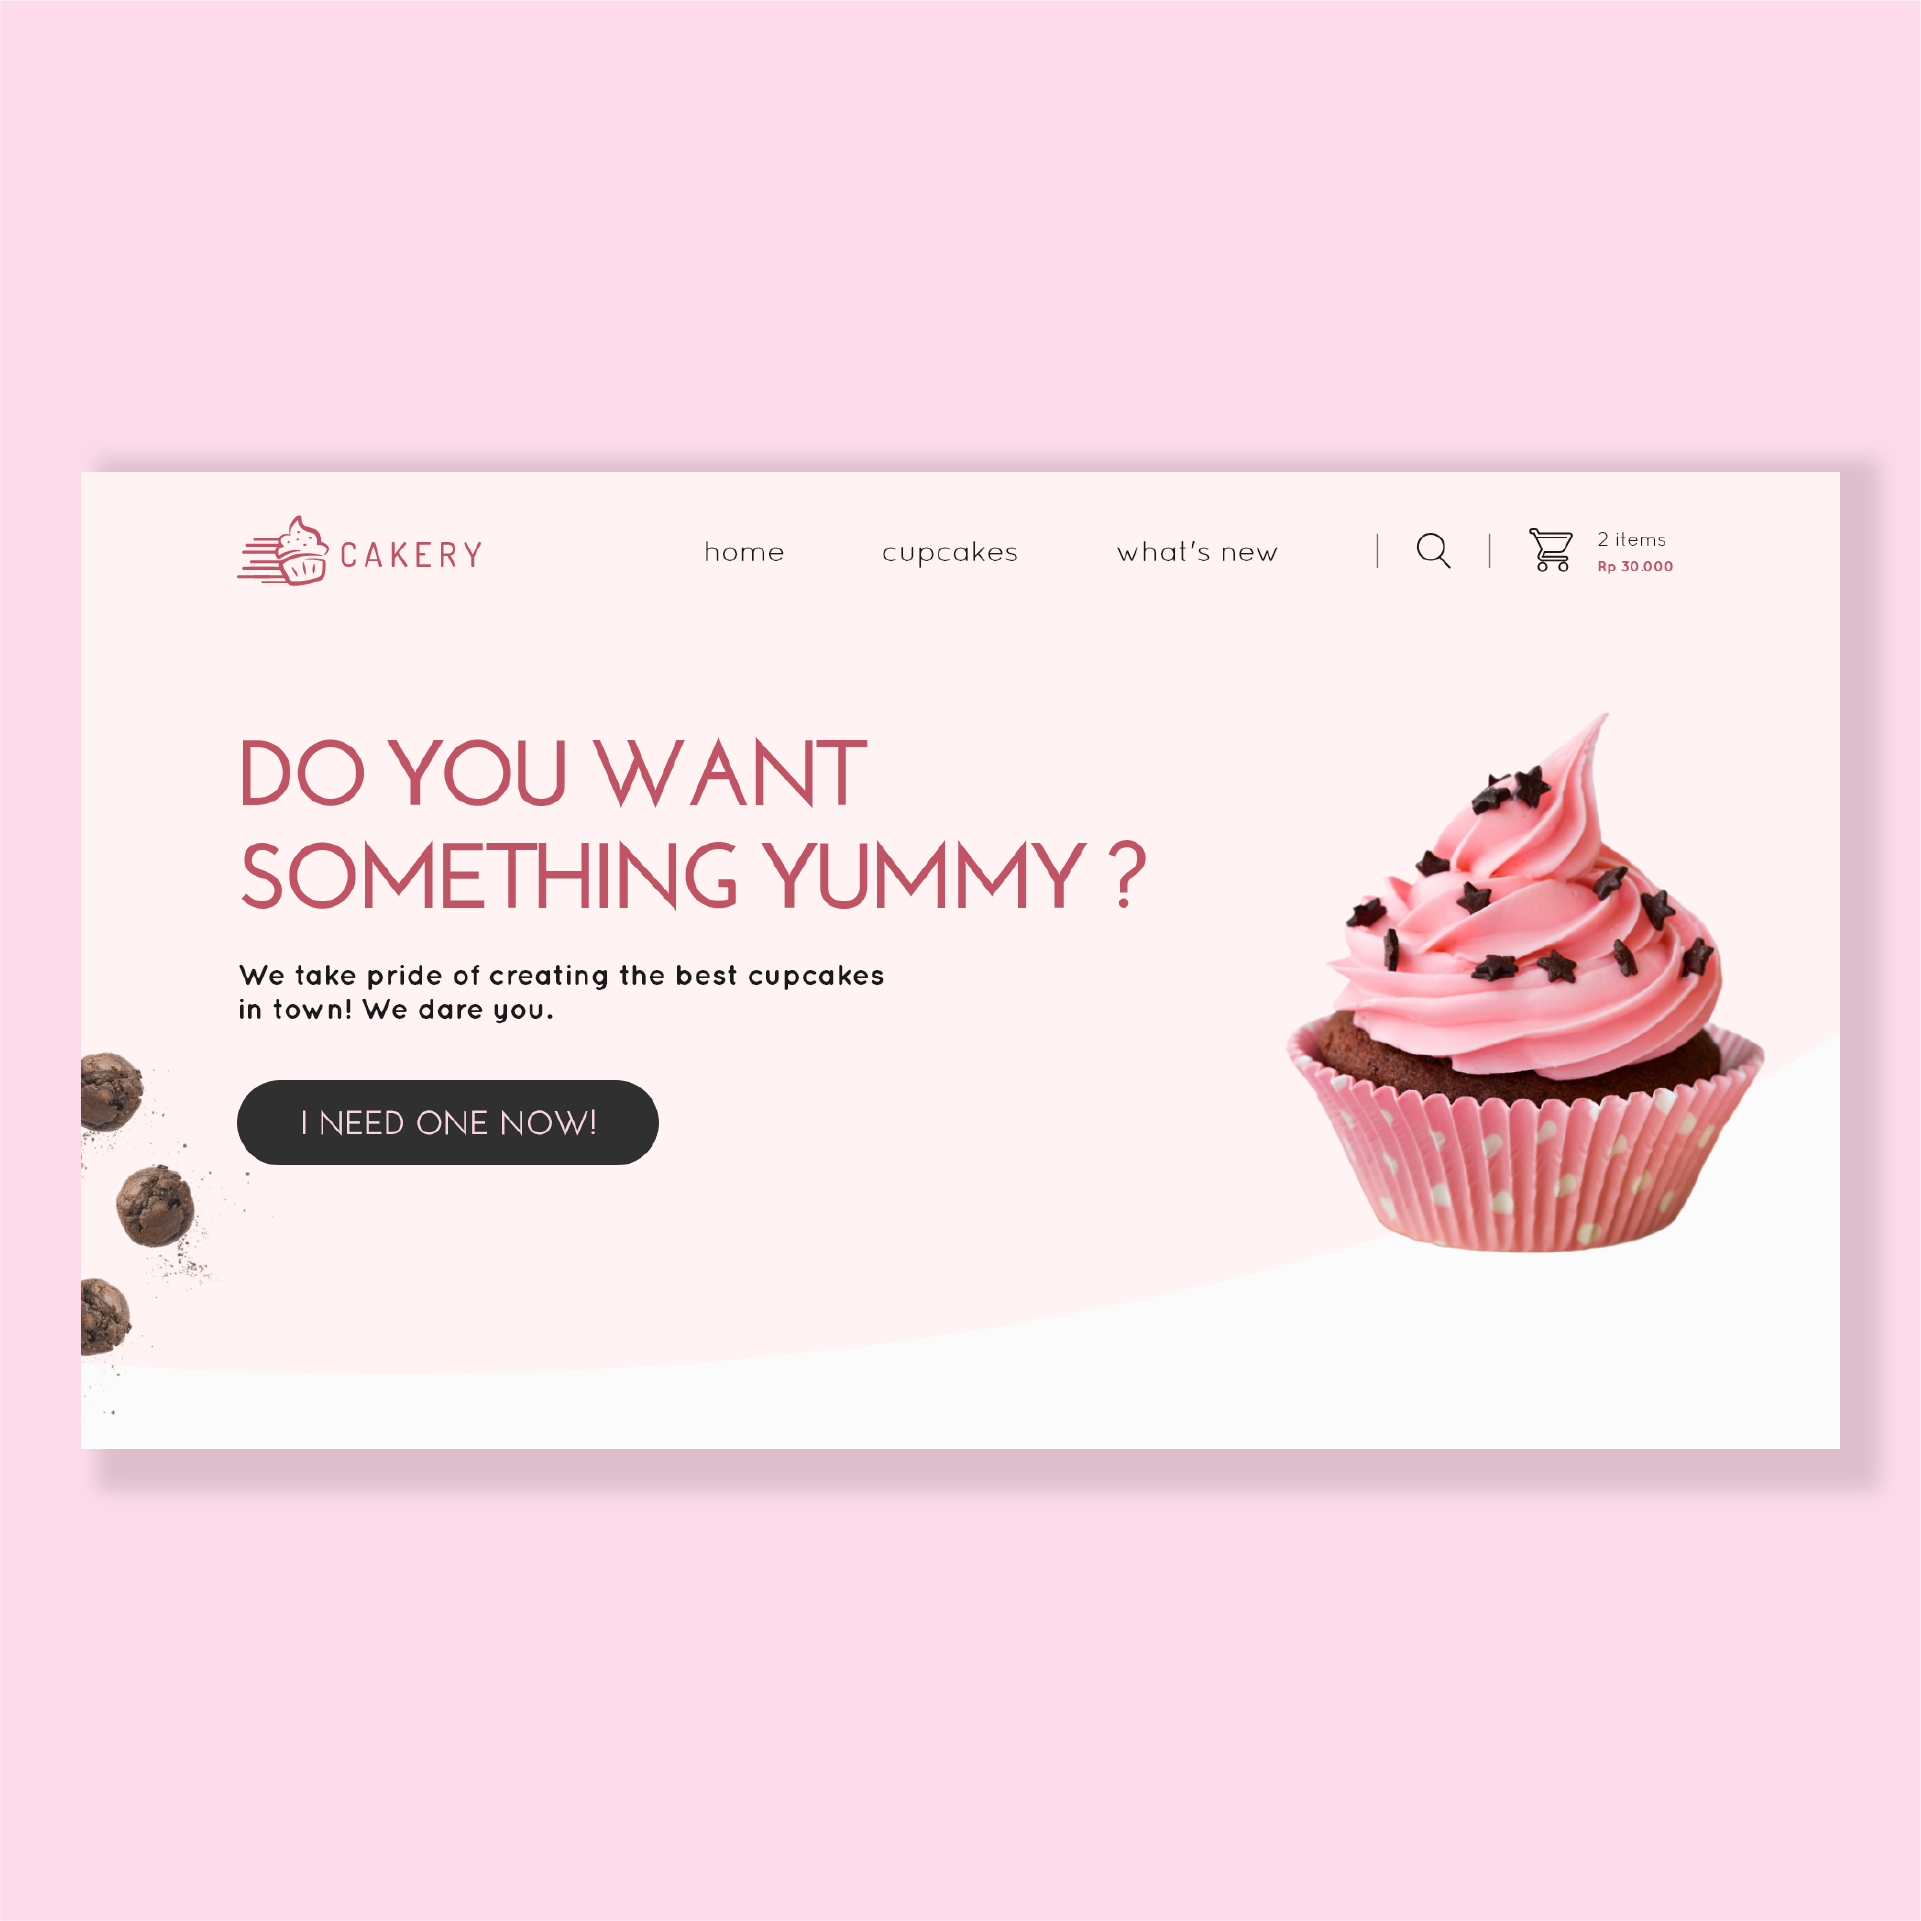 CAKERY
home
cupcakes
what's new
2 items
Rp 30.000
DO YOU WANT
SOMETHING YUMMY ?
We take pride of creating the best cupcakes
in town! We dare you.
I NEED ONE NOW!